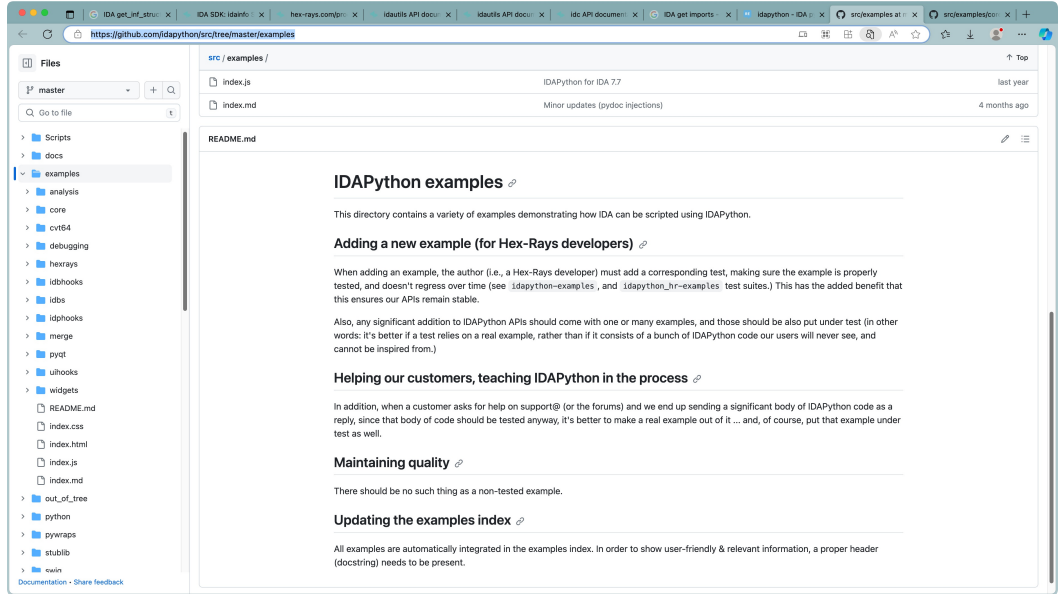 IDA get_inf_struc
IDA SDK: idainfo
hex-rays.com/pro
idautils API docur
idautils API docun
idc API document
IDA get imports -
idapython - IDA p
src/examples at n
src/examples/cor
https://github.com/idapython/src/tree/master/examples
Files
master
Go to file
t
Scripts
docs
examples
analysis
core
cvt64
debugging
hexrays
idbhooks
idbs
idphooks
merge
pyqt
uihooks
widgets
README.md
index.css
index.html
index.js
index.md
out_of_tree
python
pywraps
stublib
swig
Documentation • Share feedback
src / examples /
Top
index.js IDAPython for IDA 7.7 last year
index.md Minor updates (pydoc injections) 4 months ago
README.md
IDAPython examples
This directory contains a variety of examples demonstrating how IDA can be scripted using IDAPython.
Adding a new example (for Hex-Rays developers)
When adding an example, the author (i.e., a Hex-Rays developer) must add a corresponding test, making sure the example is properly
tested, and doesn't regress over time (see idapython-examples , and idapython_hr-examples test suites.) This has the added benefit that
this ensures our APIs remain stable.
Also, any significant addition to IDAPython APIs should come with one or many examples, and those should be also put under test (in other
words: it's better if a test relies on a real example, rather than if it consists of a bunch of IDAPython code our users will never see, and
cannot be inspired from.)
Helping our customers, teaching IDAPython in the process
In addition, when a customer asks for help on support@ (or the forums) and we end up sending a significant body of IDAPython code as a
reply, since that body of code should be tested anyway, it's better to make a real example out of it ... and, of course, put that example under
test as well.
Maintaining quality
There should be no such thing as a non-tested example.
Updating the examples index
All examples are automatically integrated in the examples index. In order to show user-friendly & relevant information, a proper header
(docstring) needs to be present.